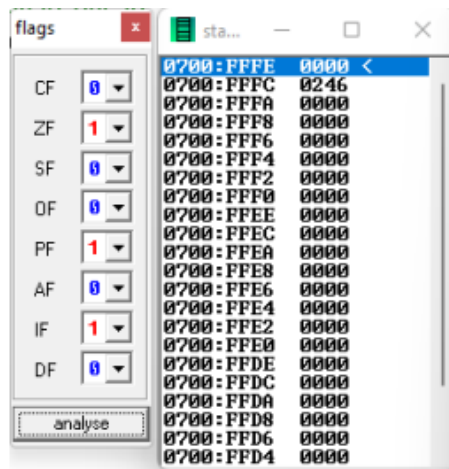 flags
x
CF 0
ZF 1
SF 0
OF 0
PF 1
AF 0
IF 1
DF 0
analyse
sta...
0700:FFFE 0000 <
0700:FFFC 0246
0700:FFFA 0000
0700:FFF8 0000
0700:FFF6 0000
0700:FFF4 0000
0700:FFF2 0000
0700:FFF0 0000
0700:FFEE 0000
0700:FFEC 0000
0700:FFEA 0000
0700:FFE8 0000
0700:FFE6 0000
0700:FFE4 0000
0700:FFE2 0000
0700:FFE0 0000
0700:FFDE 0000
0700:FFDC 0000
0700:FFDA 0000
0700:FFD8 0000
0700:FFD6 0000
0700:FFD4 0000